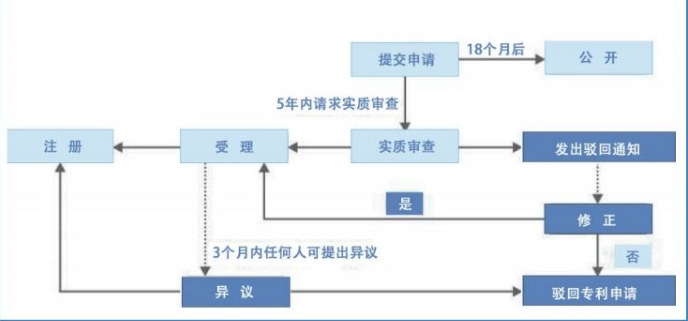 提交申请
18个月后
公开
5年内请求实质审查
注册
受理
实质审查
发出驳回通知
是
修正
3个月内任何人可提出异议
否
异议
驳回专利申请